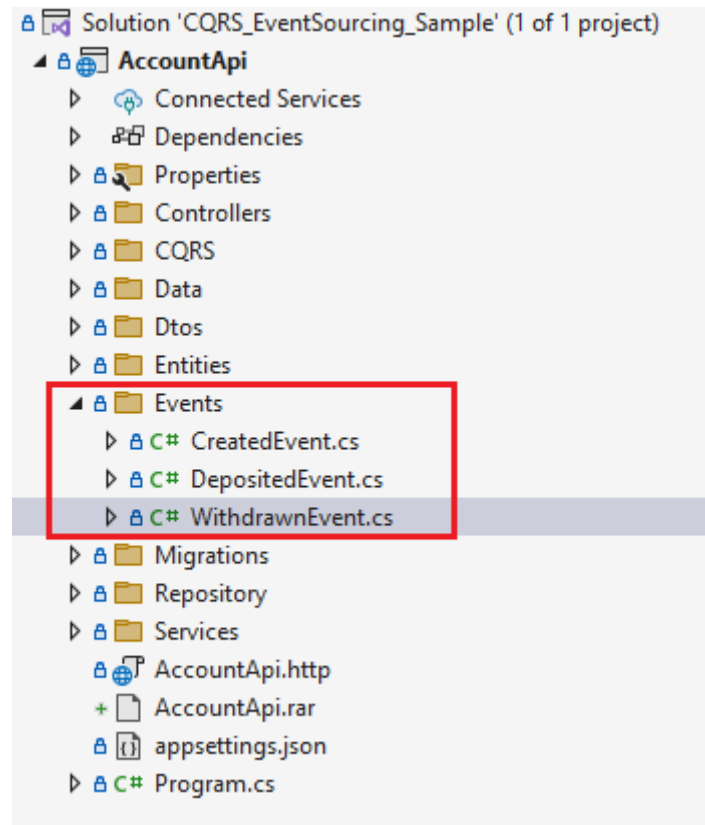 Solution 'CQRS_EventSourcing_Sample' (1 of 1 project)
AccountApi
Connected Services
Dependencies
Properties
Controllers
CQRS
Data
Dtos
Entities
Events
C# CreatedEvent.cs
C# DepositedEvent.cs
C# WithdrawnEvent.cs
Migrations
Repository
Services
AccountApi.http
AccountApi.rar
appsettings.json
C# Program.cs